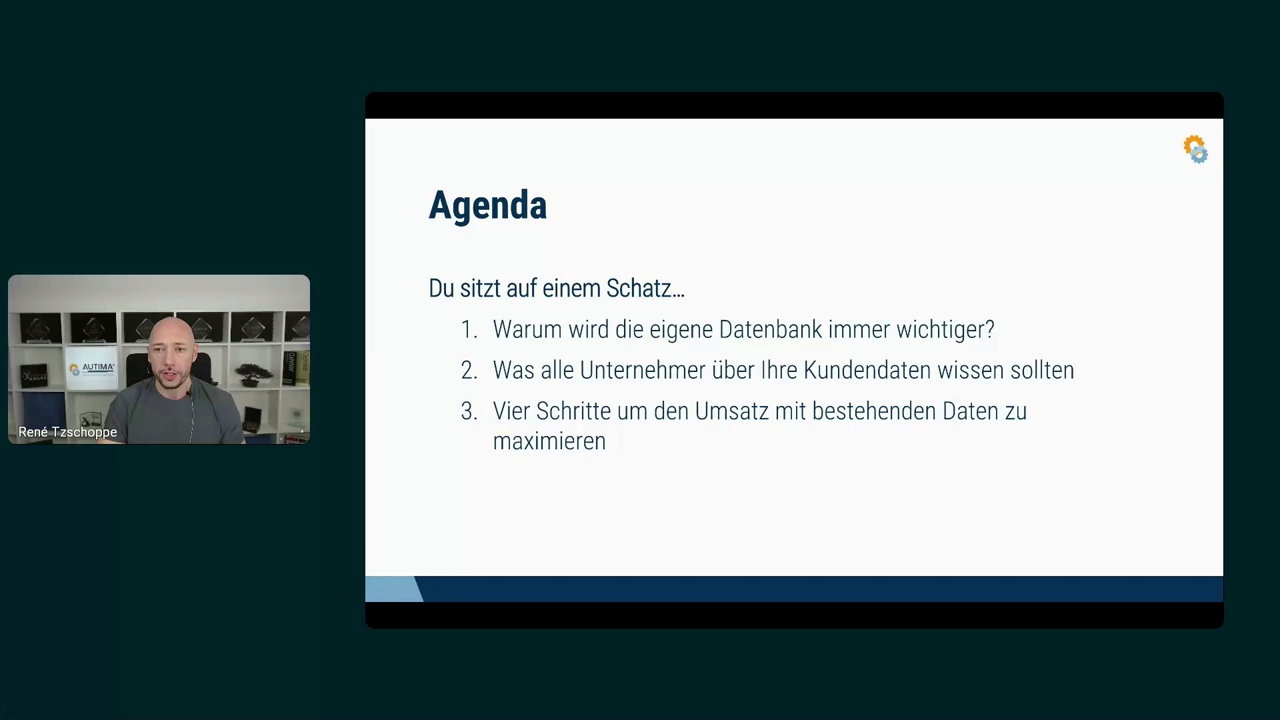 Agenda
Du sitzt auf einem Schatz...
1. Warum wird die eigene Datenbank immer wichtiger?
2. Was alle Unternehmer über Ihre Kundendaten wissen sollten
3. Vier Schritte um den Umsatz mit bestehenden Daten zu
maximieren
AUTIMA
René Tzschoppe